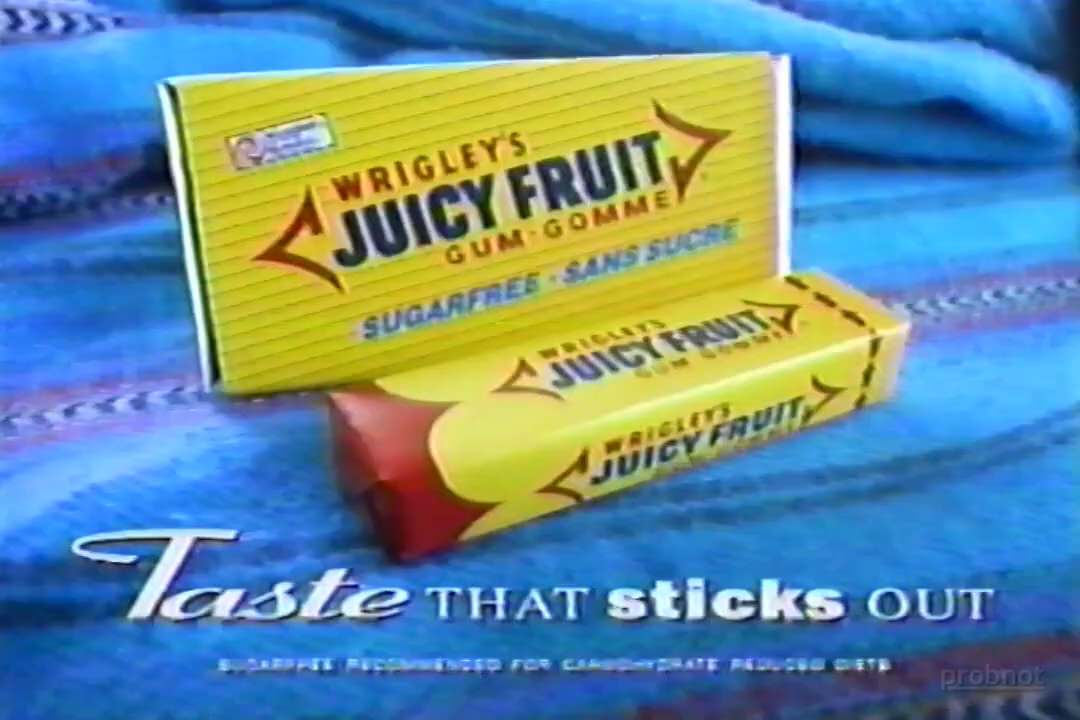 WRIGLEY'S
JUICY FRUIT
GUM·GOMME
SUGARFREE · SANS SUCRE
WRIGLEY'S
JUICY FRUIT
GUM GOMME
WRIGLEY'S
JUICY FRUIT
Taste THAT sticks OUT
SUGARFREE RECOMMENDED FOR CARBOHYDRATE REDUCED DIETS
probnot